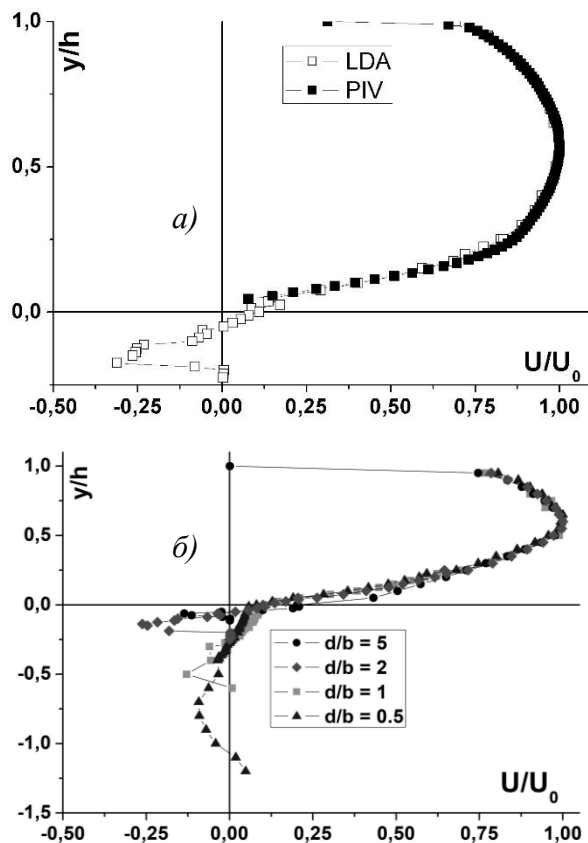 1,0
y/h
LDA
PIV
0,5
а)
0,0
U/U0
-0,50 -0,25 0,00 0,25 0,50 0,75 1,00
1,0
y/h
0,5
б)
0,0
d/b = 5
d/b = 2
d/b = 1
d/b = 0.5
-0,5
-1,0
U/U0
-1,5
-0,50 -0,25 0,00 0,25 0,50 0,75 1,00